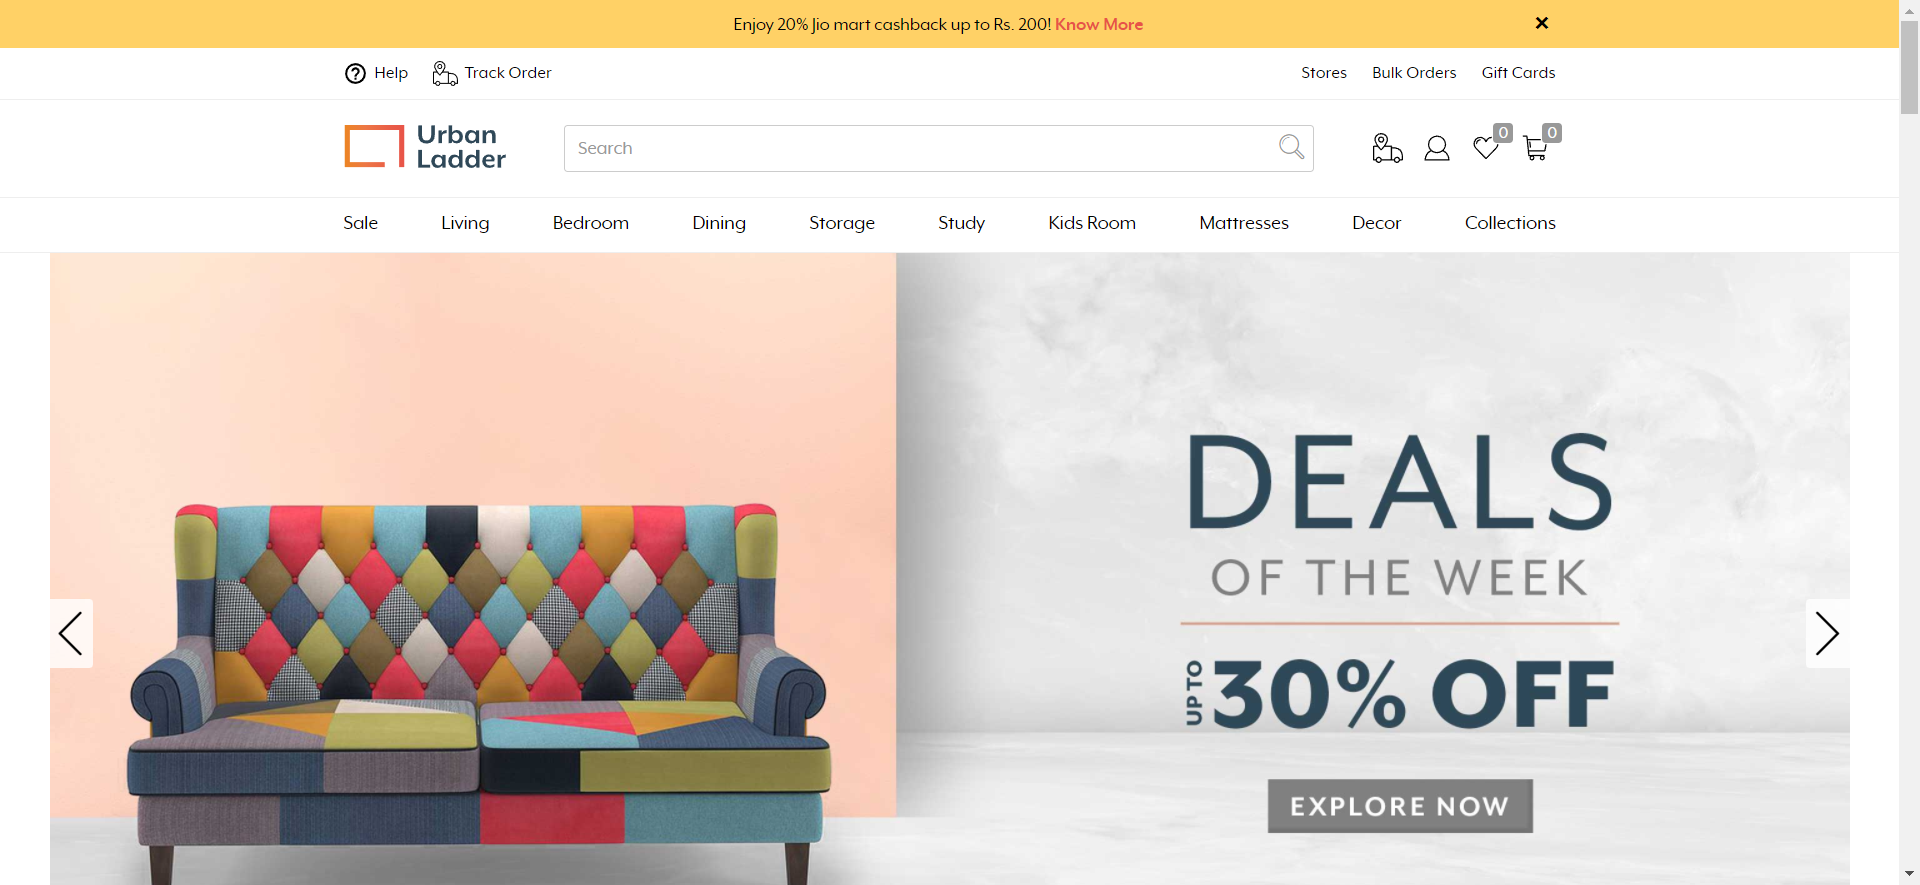 Enjoy 20% Jio mart cashback up to Rs. 200! Know More
Help Track Order Stores Bulk Orders Gift Cards
Urban
Ladder
Search
0 0
Sale Living Bedroom Dining Storage Study Kids Room Mattresses Decor Collections
DEALS
OF THE WEEK
UP TO 30% OFF
EXPLORE NOW